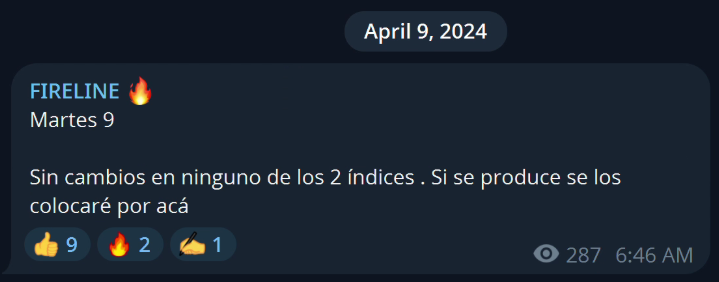 April 9, 2024
FIRELINE 🔥
Martes 9
Sin cambios en ninguno de los 2 índices . Si se produce se los
colocaré por acá
👍 9 🔥 2 ✍ 1 287 6:46 AM